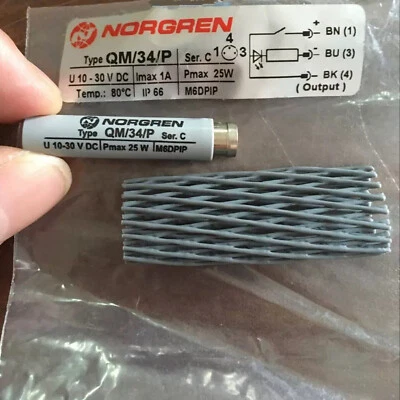 NORGREN
Type QM/34/P Ser. C
U 10 - 30 V DC Imax 1A Pmax 25W
Temp.: 80°C IP 66 M6DPIP
4
1 3
+ BN (1)
- BU (3)
BK (4)
( Output )
NORGREN
Type QM/34/P Ser. C
U 10-30 V DC Pmax 25 W M6DPIP